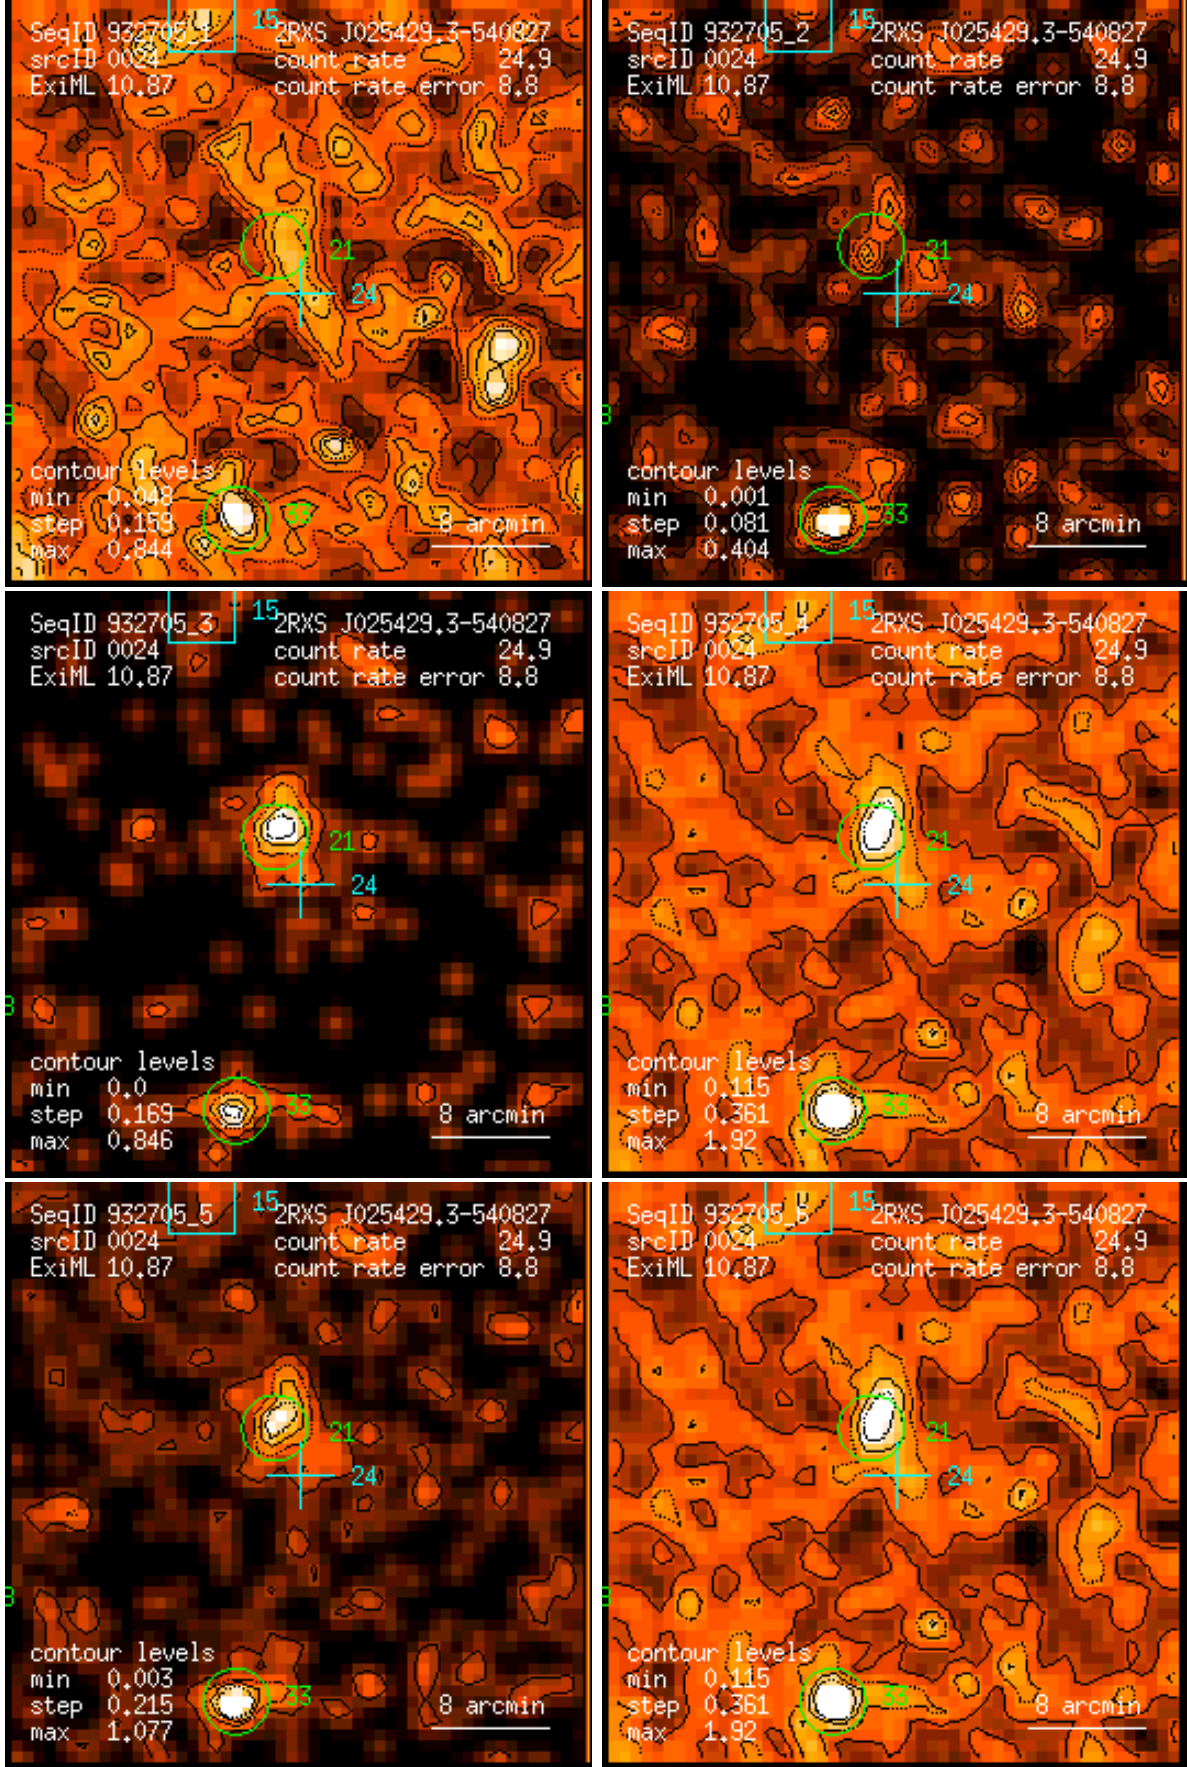 SeqID 932705_1 15 2RXS J025429.3-540827
srcID 0024 count rate 24.9
ExiML 10.87 count rate error 8.8
21
24
contour levels
min 0.048
step 0.159 33 8 arcmin
max 0.844
SeqID 932705_2 15 2RXS J025429.3-540827
srcID 0024 count rate 24.9
ExiML 10.87 count rate error 8.8
21
24
contour levels
min 0.001
step 0.081 33 8 arcmin
max 0.404
SeqID 932705_3 15 2RXS J025429.3-540827
srcID 0024 count rate 24.9
ExiML 10.87 count rate error 8.8
21
24
contour levels
min 0.0
step 0.169 33 8 arcmin
max 0.846
SeqID 932705_4 15 2RXS J025429.3-540827
srcID 0024 count rate 24.9
ExiML 10.87 count rate error 8.8
21
24
contour levels
min 0.115
step 0.361 33 8 arcmin
max 1.92
SeqID 932705_5 15 2RXS J025429.3-540827
srcID 0024 count rate 24.9
ExiML 10.87 count rate error 8.8
21
24
contour levels
min 0.003
step 0.215 33 8 arcmin
max 1.077
SeqID 932705_6 15 2RXS J025429.3-540827
srcID 0024 count rate 24.9
ExiML 10.87 count rate error 8.8
21
24
contour levels
min 0.115
step 0.361 33 8 arcmin
max 1.92